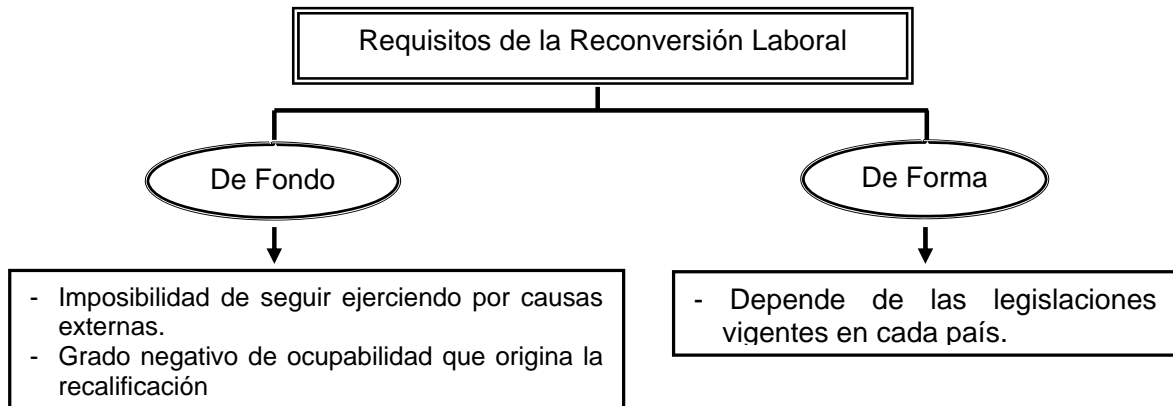 Requisitos de la Reconversión Laboral
De Fondo
De Forma
- Imposibilidad de seguir ejerciendo por causas
externas.
- Grado negativo de ocupabilidad que origina la
recalificación
- Depende de las legislaciones
vigentes en cada país.